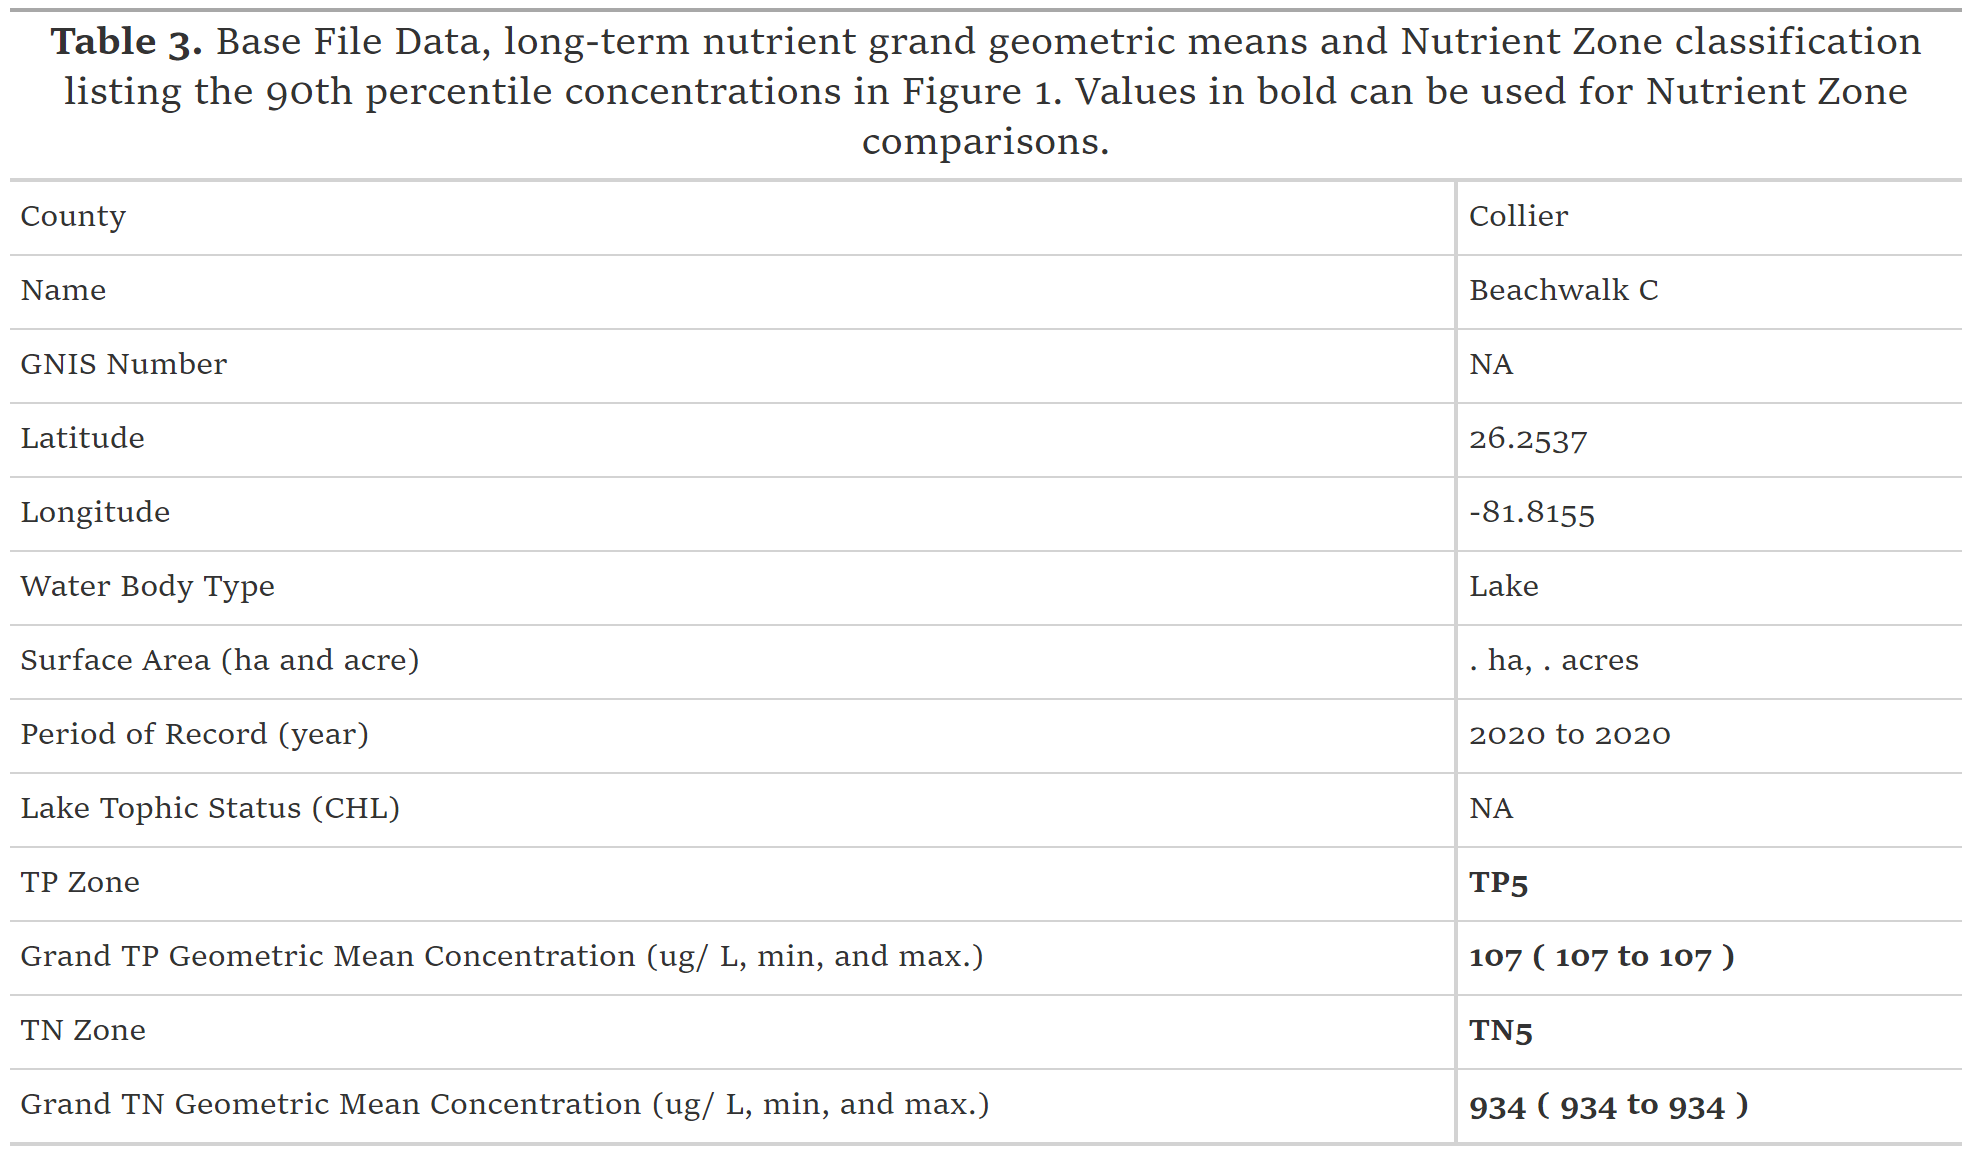 Table 3. Base File Data, long-term nutrient grand geometric means and Nutrient Zone classification
listing the 90th percentile concentrations in Figure 1. Values in bold can be used for Nutrient Zone
comparisons.
County Collier
Name Beachwalk C
GNIS Number NA
Latitude 26.2537
Longitude -81.8155
Water Body Type Lake
Surface Area (ha and acre) . ha, . acres
Period of Record (year) 2020 to 2020
Lake Tophic Status (CHL) NA
TP Zone TP5
Grand TP Geometric Mean Concentration (ug/ L, min, and max.) 107 ( 107 to 107 )
TN Zone TN5
Grand TN Geometric Mean Concentration (ug/ L, min, and max.) 934 ( 934 to 934 )